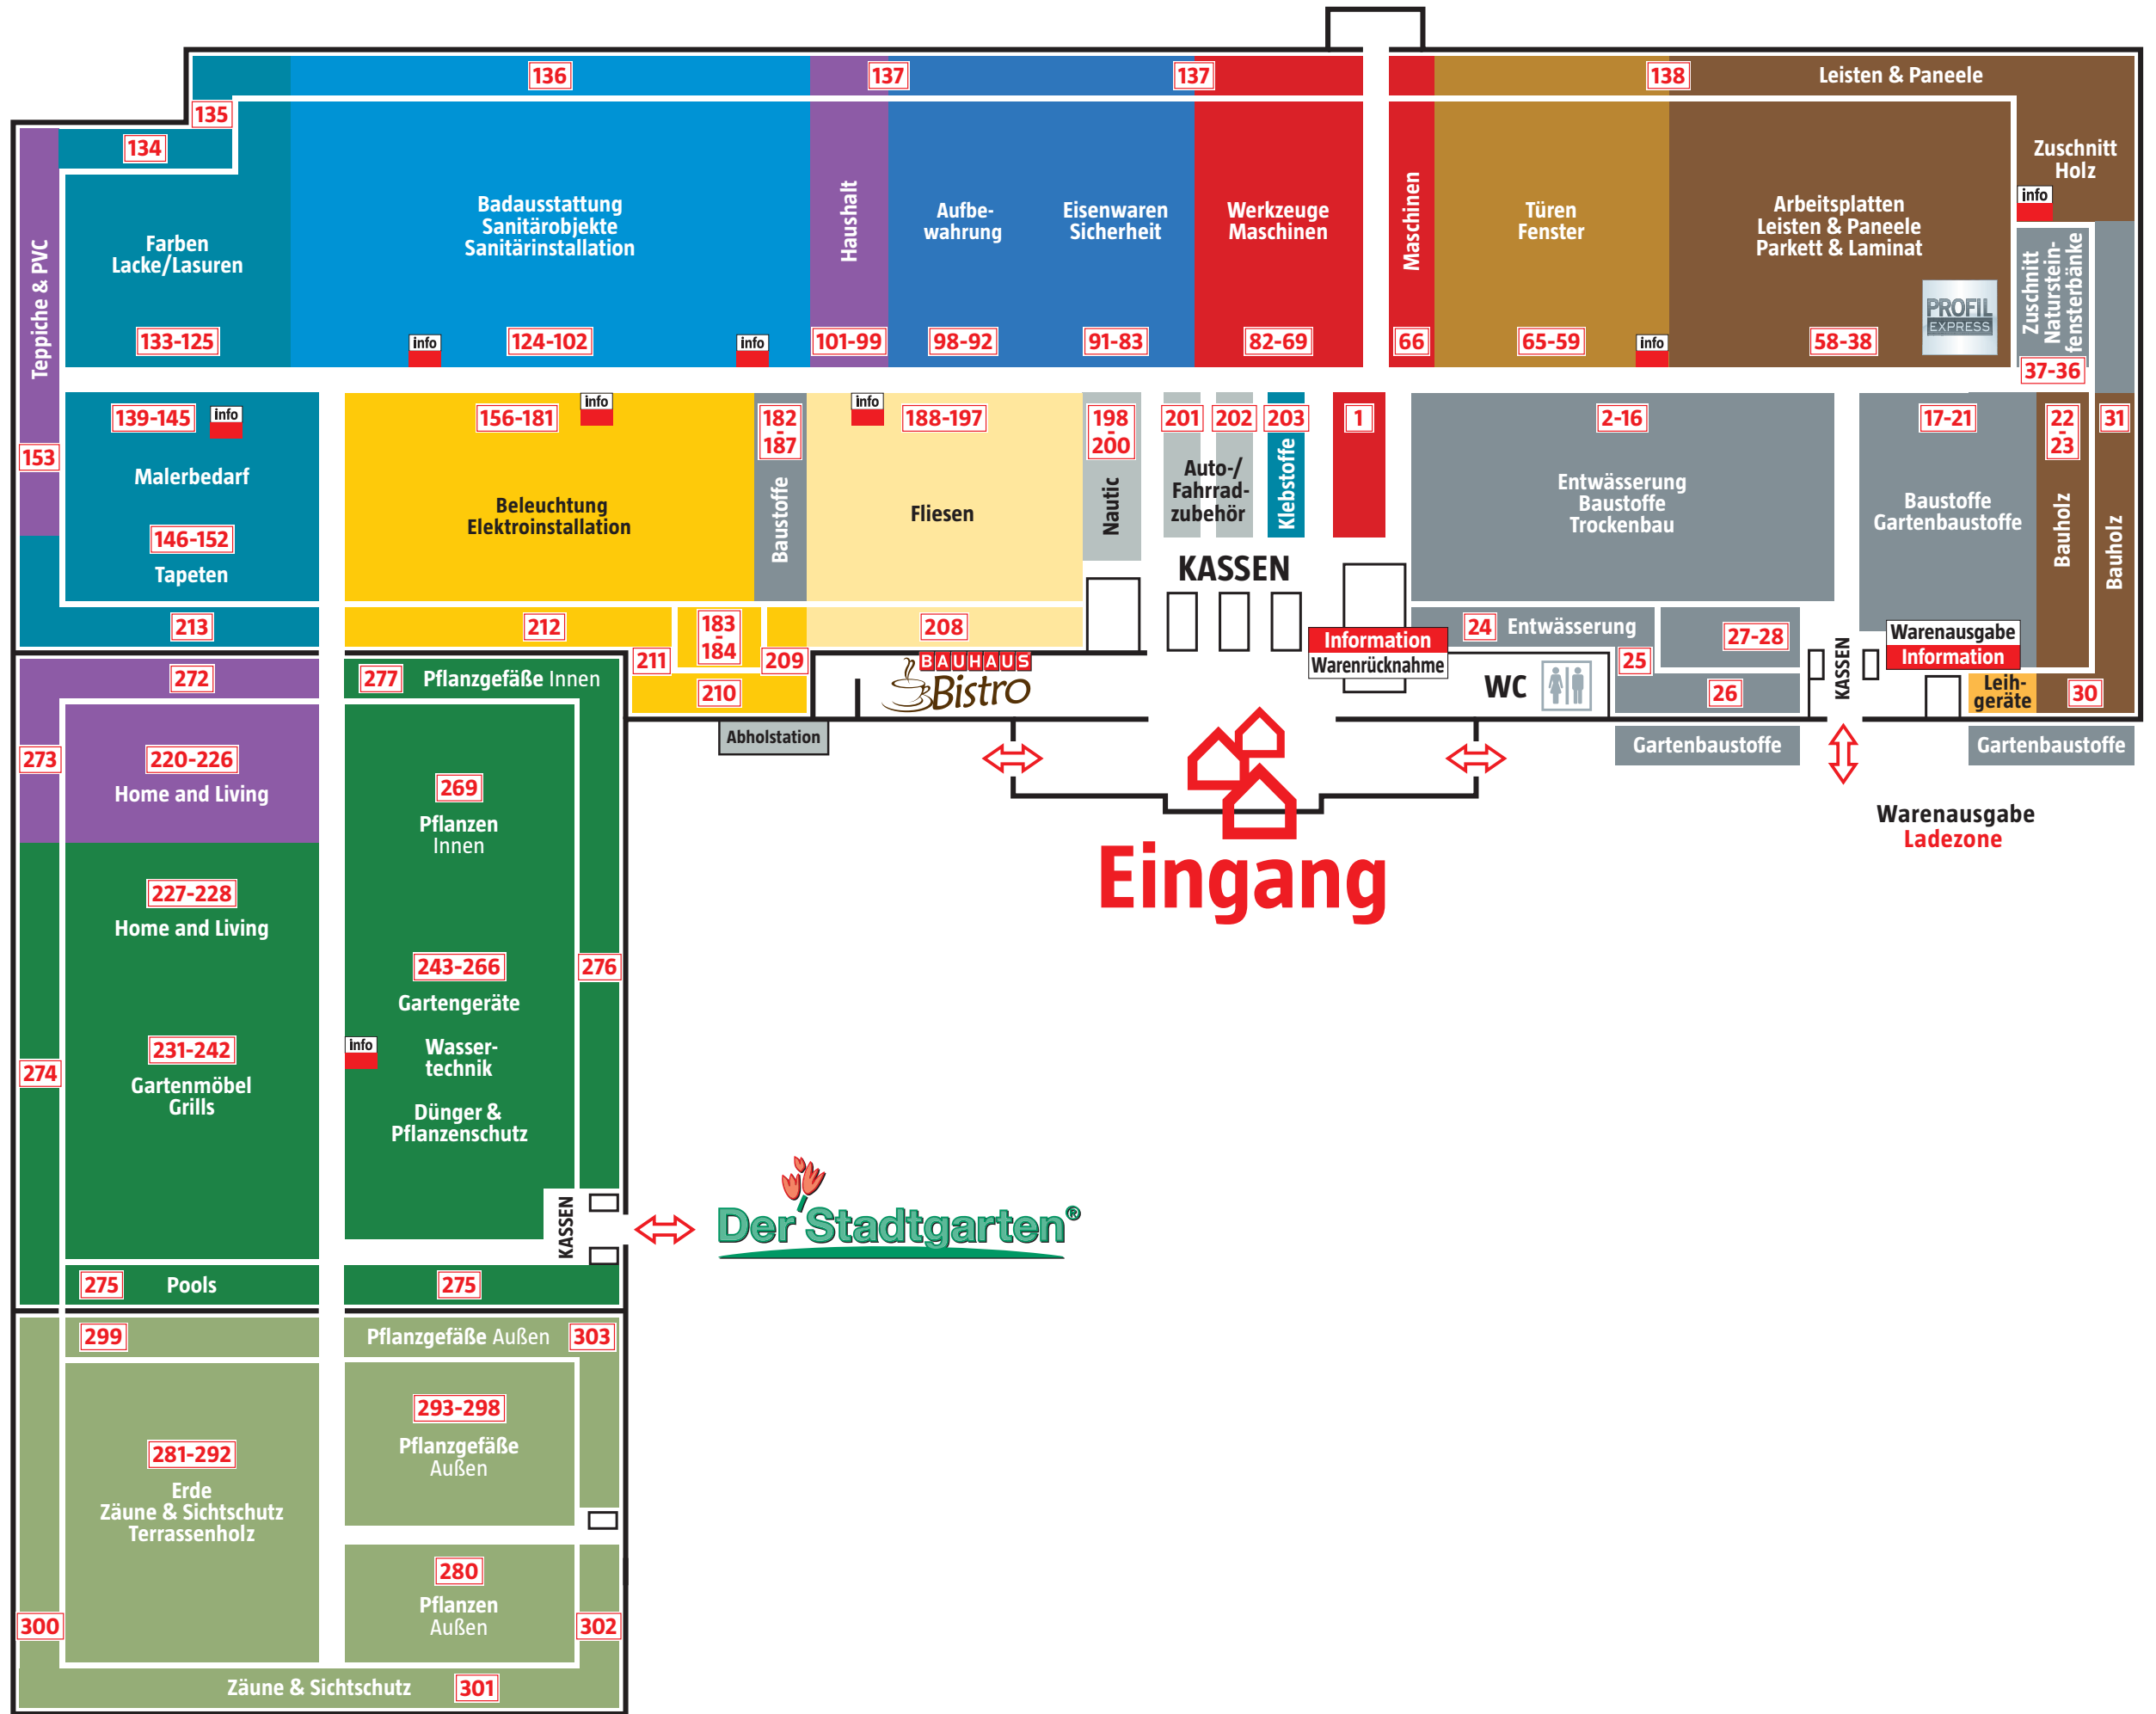 136
137
137
138
Leisten & Paneele
135
134
Zuschnitt
Holz
info
Teppiche & PVC
Farben
Lacke/Lasuren
133-125
Badausstattung
Sanitärobjekte
Sanitärinstallation
info
124-102
info
Haushalt
101-99
Aufbe-
wahrung
98-92
Eisenwaren
Sicherheit
91-83
Werkzeuge
Maschinen
82-69
Maschinen
66
Türen
Fenster
65-59
info
Arbeitsplatten
Leisten & Paneele
Parkett & Laminat
58-38
PROFIL
EXPRESS
Zuschnitt
Naturstein-
fensterbänke
37-36
153
139-145
info
Malerbedarf
146-152
Tapeten
213
156-181
info
Beleuchtung
Elektroinstallation
182
-
187
Baustoffe
info
188-197
Fliesen
198
-
200
Nautic
201
202
203
Auto-/
Fahrrad-
zubehör
Klebstoffe
1
KASSEN
2-16
Entwässerung
Baustoffe
Trockenbau
17-21
Baustoffe
Gartenbaustoffe
22
-
23
Bauholz
31
Bauholz
212
183
-
184
208
211
209
210
BAUHAUS
Bistro
Information
Warenrücknahme
24
Entwässerung
27-28
25
26
WC
KASSEN
Warenausgabe
Information
Leih-
geräte
30
Abholstation
Gartenbaustoffe
Gartenbaustoffe
Eingang
Warenausgabe
Ladezone
272
277
Pflanzgefäße Innen
273
220-226
Home and Living
269
Pflanzen
Innen
227-228
Home and Living
243-266
276
Gartengeräte
info
Wasser-
technik
Dünger &
Pflanzenschutz
274
231-242
Gartenmöbel
Grills
KASSEN
Der Stadtgarten®
275
Pools
275
299
Pflanzgefäße Außen
303
293-298
Pflanzgefäße
Außen
281-292
Erde
Zäune & Sichtschutz
Terrassenholz
280
Pflanzen
Außen
300
302
Zäune & Sichtschutz
301